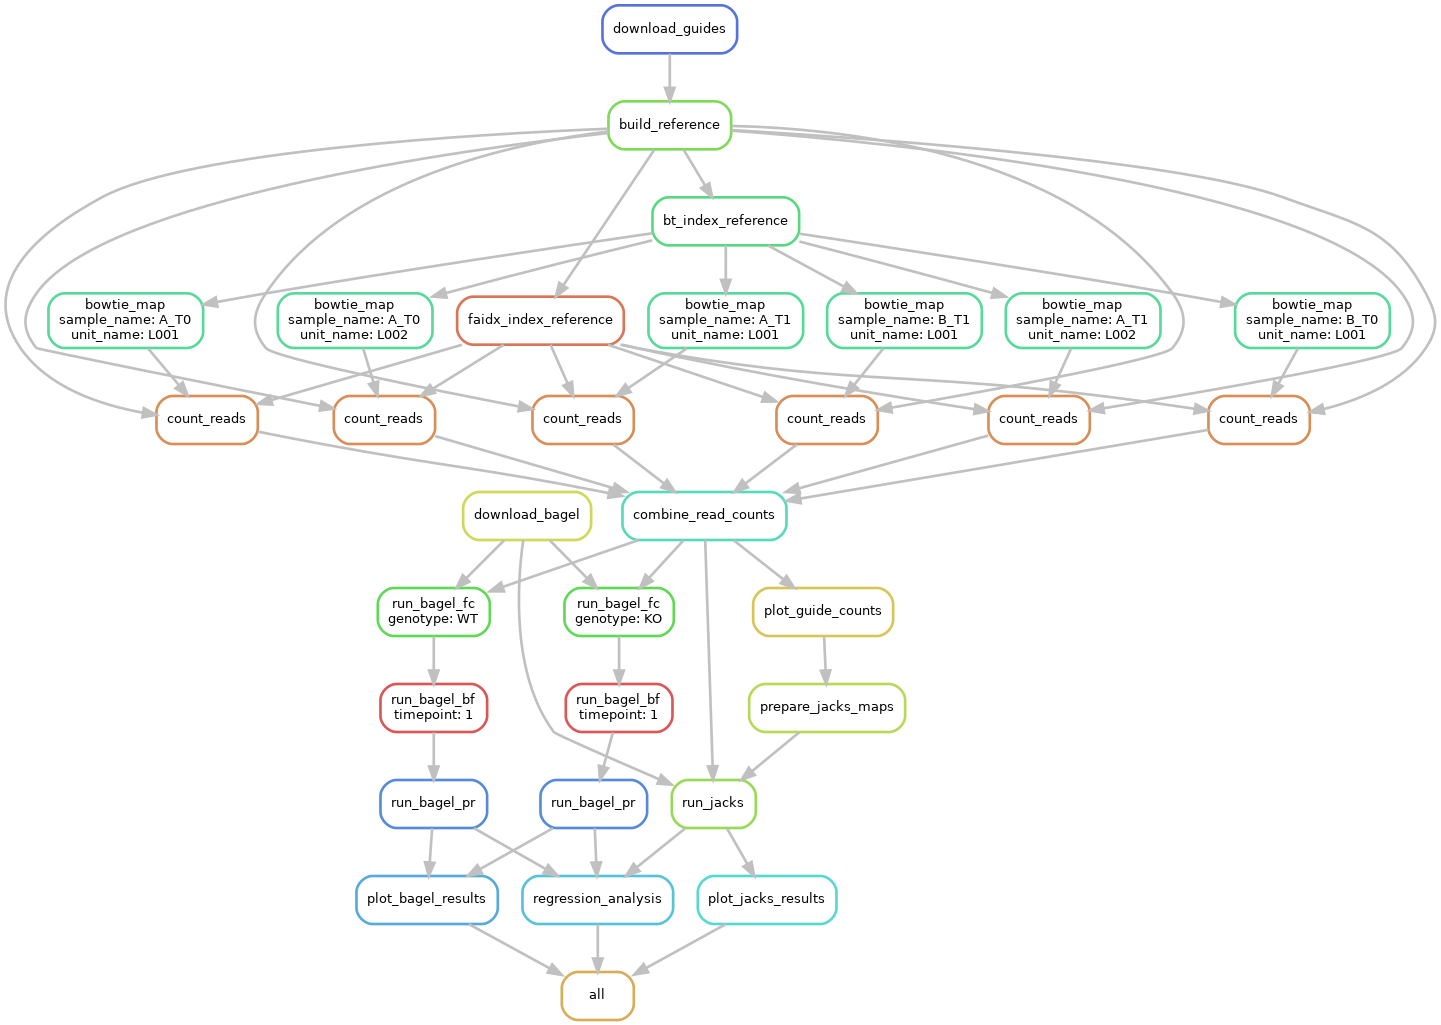 download_guides
build_reference
bt_index_reference
bowtie_map
sample_name: A_T0
unit_name: L001
bowtie_map
sample_name: A_T0
unit_name: L002
faidx_index_reference
bowtie_map
sample_name: A_T1
unit_name: L001
bowtie_map
sample_name: B_T1
unit_name: L001
bowtie_map
sample_name: A_T1
unit_name: L002
bowtie_map
sample_name: B_T0
unit_name: L001
count_reads
count_reads
count_reads
count_reads
count_reads
count_reads
download_bagel
combine_read_counts
run_bagel_fc
genotype: WT
run_bagel_fc
genotype: KO
plot_guide_counts
run_bagel_bf
timepoint: 1
run_bagel_bf
timepoint: 1
prepare_jacks_maps
run_bagel_pr
run_bagel_pr
run_jacks
plot_bagel_results
regression_analysis
plot_jacks_results
all